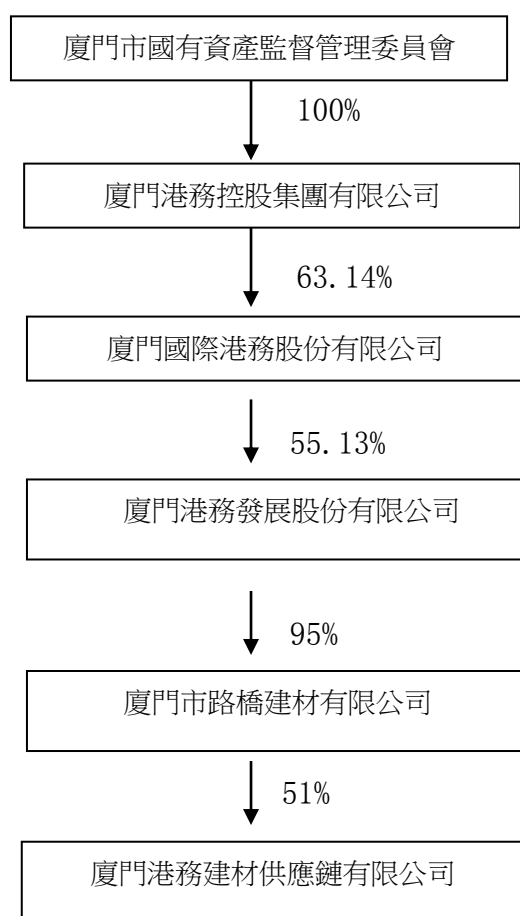 廈門市國有資產監督管理委員會
100%
廈門港務控股集團有限公司
63.14%
廈門國際港務股份有限公司
55.13%
廈門港務發展股份有限公司
95%
廈門市路橋建材有限公司
51%
廈門港務建材供應鏈有限公司